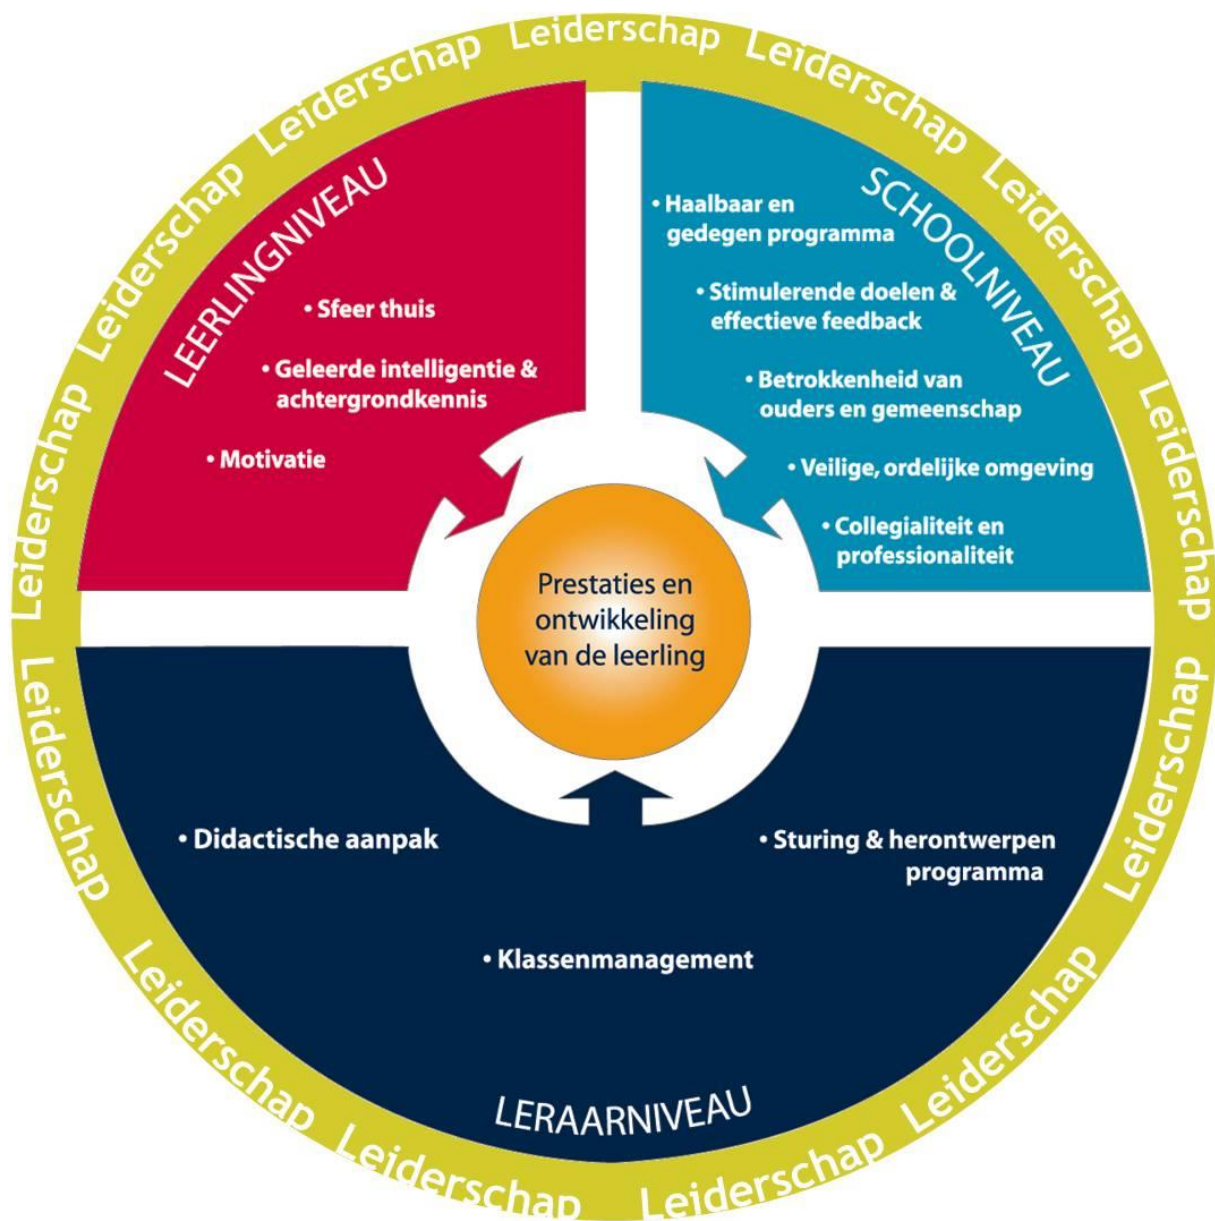 Leiderschap
Leiderschap
Leiderschap
Leiderschap
Leiderschap
Leiderschap
Leiderschap
Leiderschap
Leiderschap
Leiderschap
Leiderschap
Leiderschap
Leiderschap
LEERLINGNIVEAU
• Sfeer thuis
• Geleerde intelligentie &
achtergrondkennis
• Motivatie
SCHOOLNIVEAU
• Haalbaar en
gedegen programma
• Stimulerende doelen &
effectieve feedback
• Betrokkenheid van
ouders en gemeenschap
• Veilige, ordelijke omgeving
• Collegialiteit en
professionaliteit
Prestaties en
ontwikkeling
van de leerling
• Didactische aanpak
• Sturing & herontwerpen
programma
• Klassenmanagement
LERAARNIVEAU